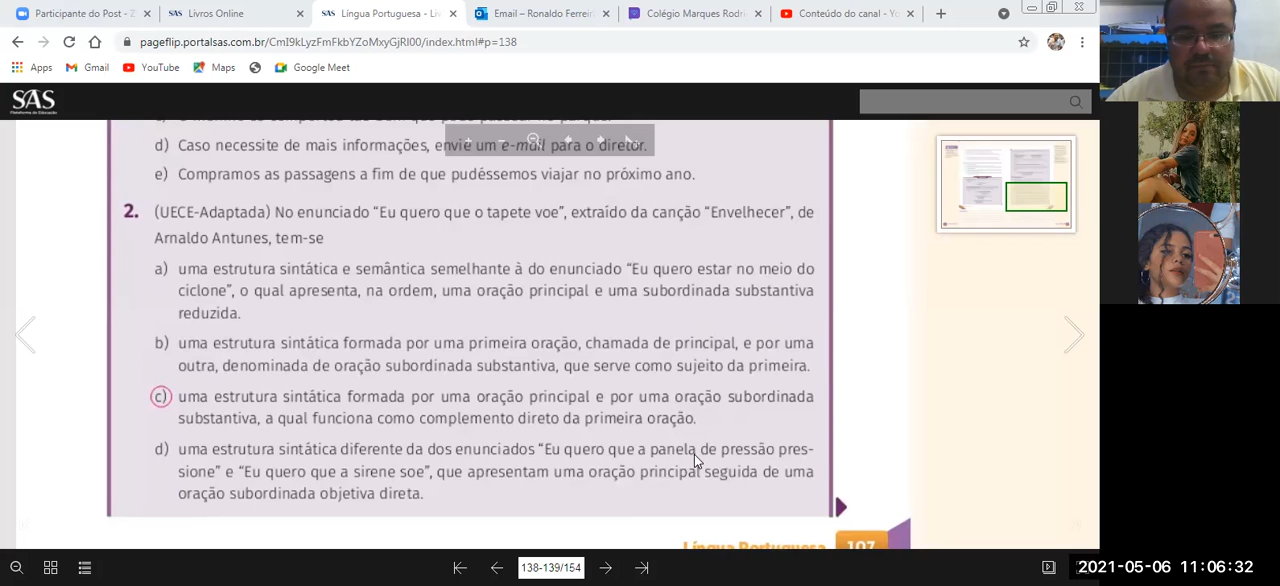 Participante do Post - Z
Livros Online
Língua Portuguesa - Liv
Email – Ronaldo Ferreir
Colégio Marques Rodri
Conteúdo do canal - Yo
pageflip.portalsas.com.br/CmI9kLyzFmFkbYZoMxyGjRl00/index.html#p=138
Apps Gmail YouTube Maps Google Meet
SAS
Plataforma de Educação
d) Caso necessite de mais informações, envie um e-mail para o diretor.
e) Compramos as passagens a fim de que pudéssemos viajar no próximo ano.
2. (UECE-Adaptada) No enunciado “Eu quero que o tapete voe”, extraído da canção “Envelhecer”, de
Arnaldo Antunes, tem-se
a) uma estrutura sintática e semântica semelhante à do enunciado “Eu quero estar no meio do
ciclone”, o qual apresenta, na ordem, uma oração principal e uma subordinada substantiva
reduzida.
b) uma estrutura sintática formada por uma primeira oração, chamada de principal, e por uma
outra, denominada de oração subordinada substantiva, que serve como sujeito da primeira.
c) uma estrutura sintática formada por uma oração principal e por uma oração subordinada
substantiva, a qual funciona como complemento direto da primeira oração.
d) uma estrutura sintática diferente da dos enunciados “Eu quero que a panela de pressão pres-
sione” e “Eu quero que a sirene soe”, que apresentam uma oração principal seguida de uma
oração subordinada objetiva direta.
Língua Portuguesa 107
138-139/154
2021-05-06 11:06:32